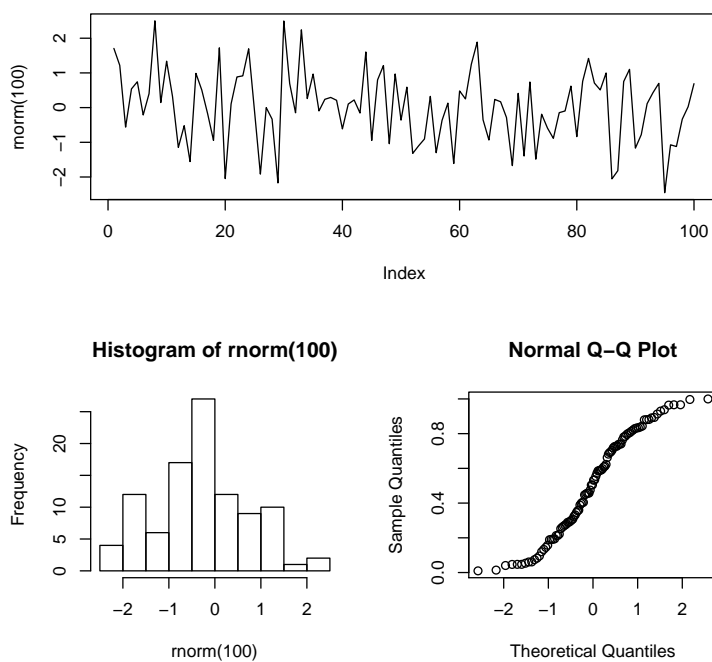 rnorm(100)
2
1
0
−1
−2
0 20 40 60 80 100
Index
Histogram of rnorm(100)
Frequency
20
10
5
0
−2 −1 0 1 2
rnorm(100)
Normal Q−Q Plot
Sample Quantiles
0.8
0.4
0.0
−2 −1 0 1 2
Theoretical Quantiles